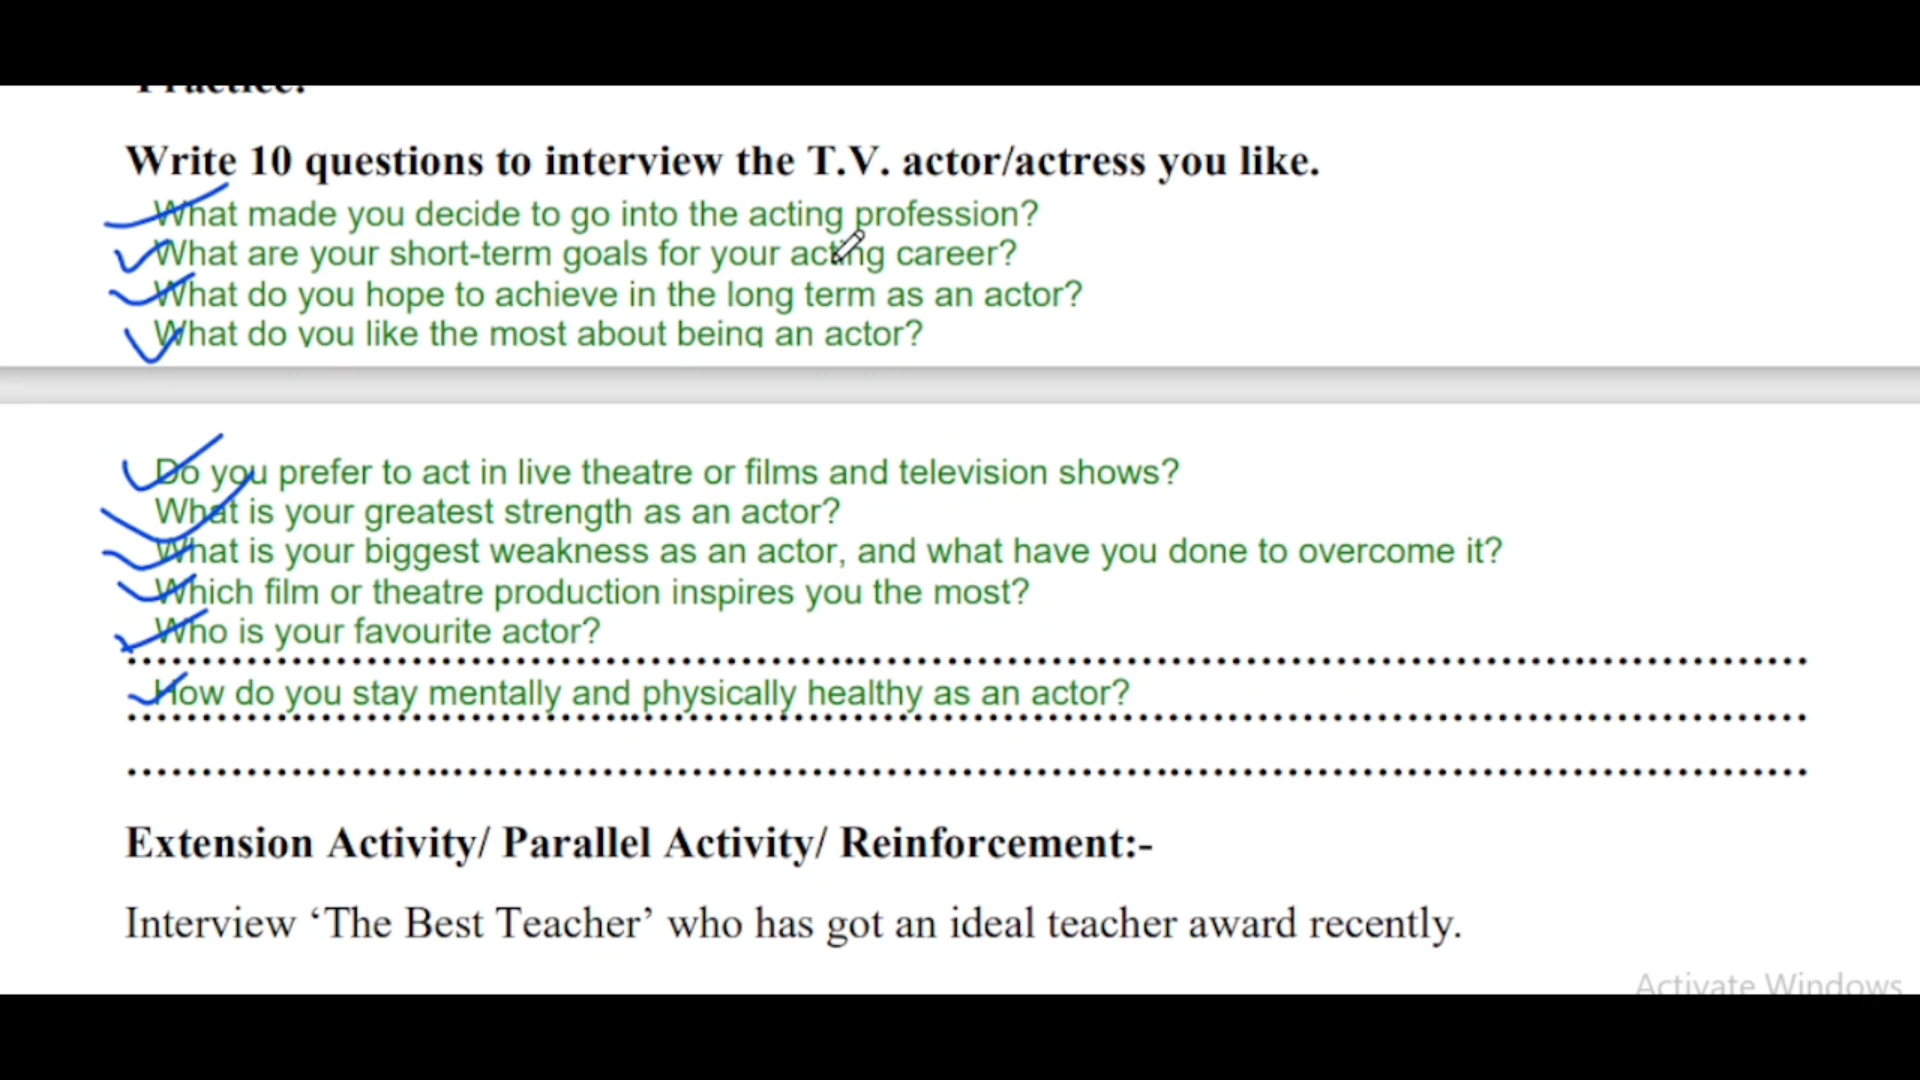 Practice:
Write 10 questions to interview the T.V. actor/actress you like.
What made you decide to go into the acting profession?
What are your short-term goals for your acting career?
What do you hope to achieve in the long term as an actor?
What do you like the most about being an actor?
Do you prefer to act in live theatre or films and television shows?
What is your greatest strength as an actor?
What is your biggest weakness as an actor, and what have you done to overcome it?
Which film or theatre production inspires you the most?
Who is your favourite actor?
How do you stay mentally and physically healthy as an actor?
Extension Activity/ Parallel Activity/ Reinforcement:-
Interview ‘The Best Teacher’ who has got an ideal teacher award recently.
Activate Windows